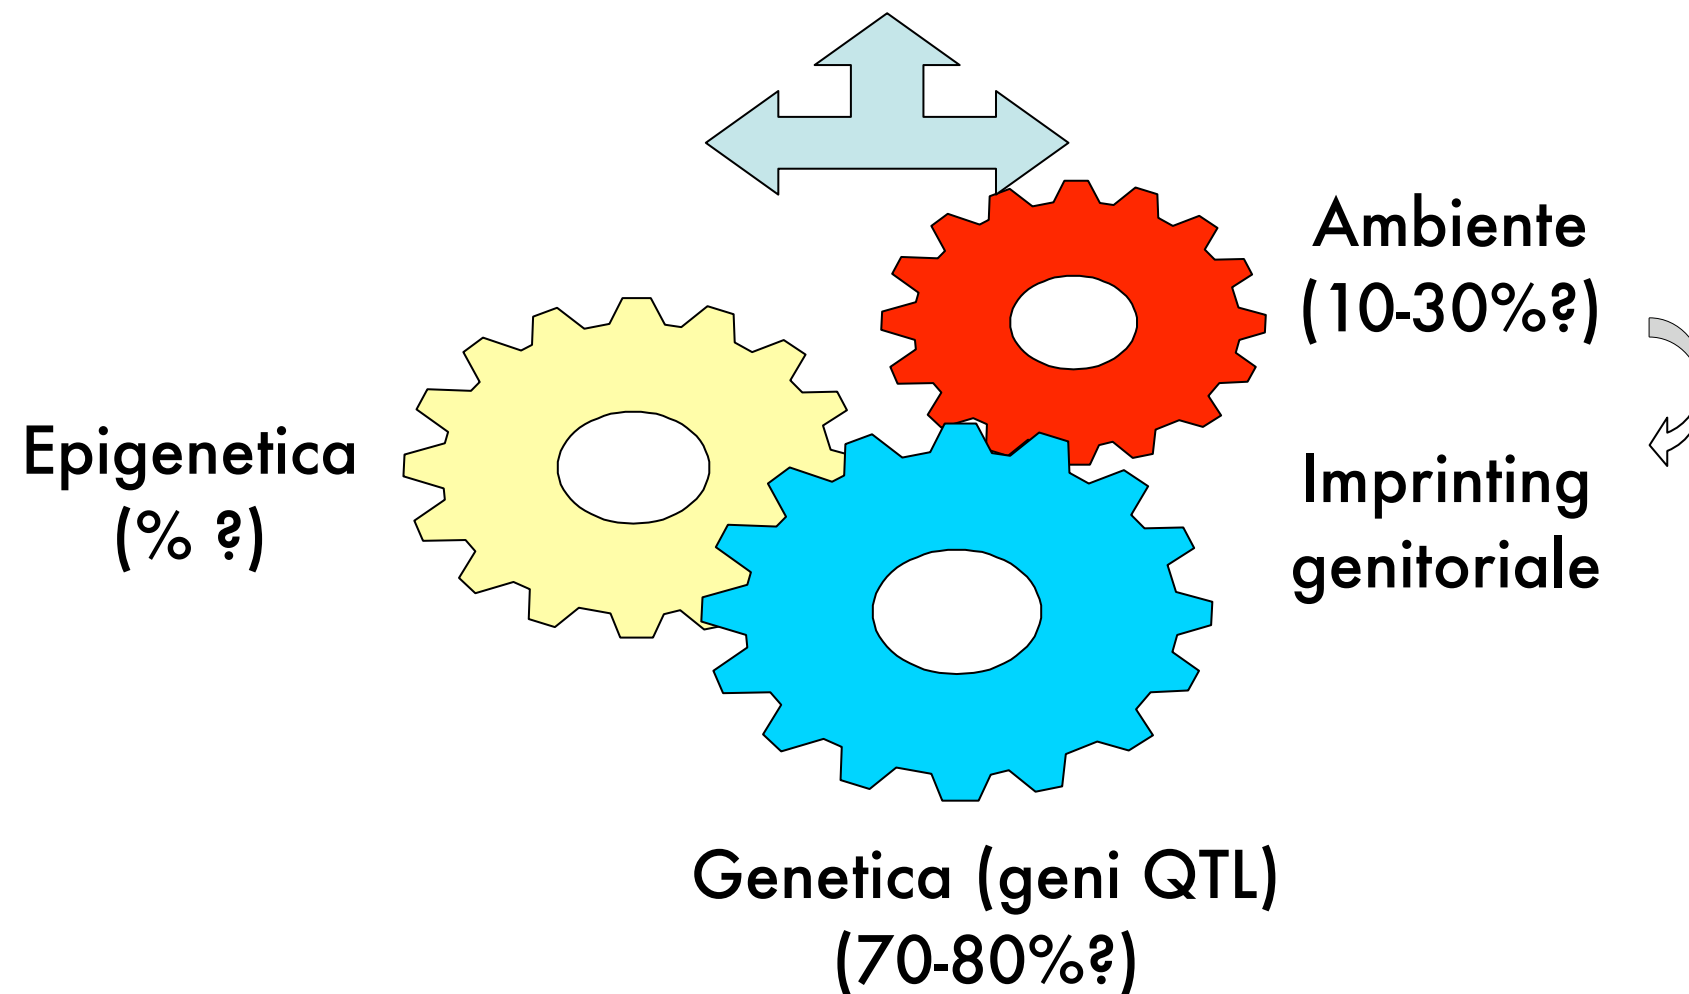 Ambiente
(10-30%?)
Epigenetica
(% ?)
Imprinting
genitoriale
Genetica (geni QTL)
(70-80%?)